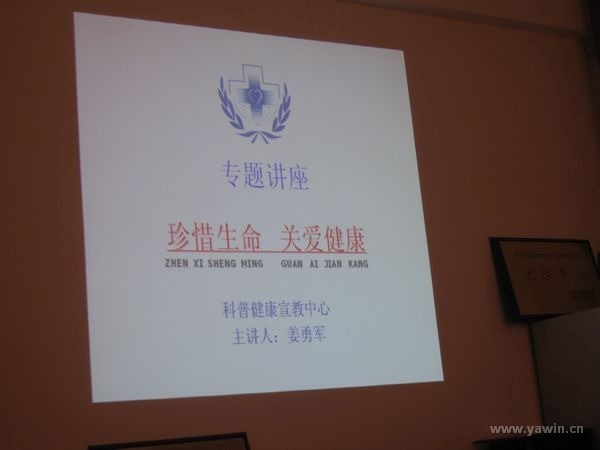 专题讲座
珍惜生命 关爱健康
ZHEN XI SHENG MING GUAN AI JIAN KANG
科普健康宣教中心
主讲人：姜勇军
www.yawin.cn